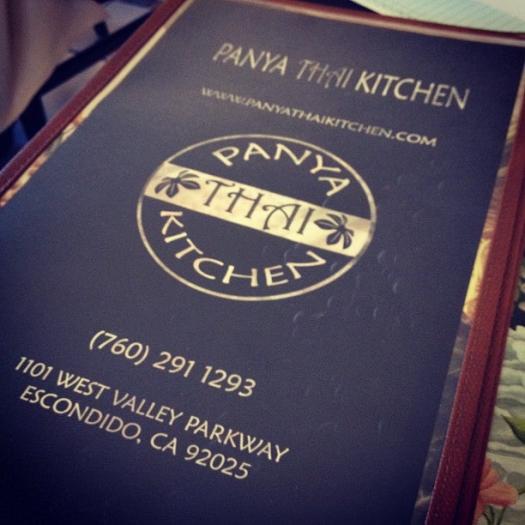 PANYA THAI KITCHEN
WWW.PANYATHAIKITCHEN.COM
PANYA
THAI
KITCHEN
(760) 291 1293
1101 WEST VALLEY PARKWAY
ESCONDIDO, CA 92025